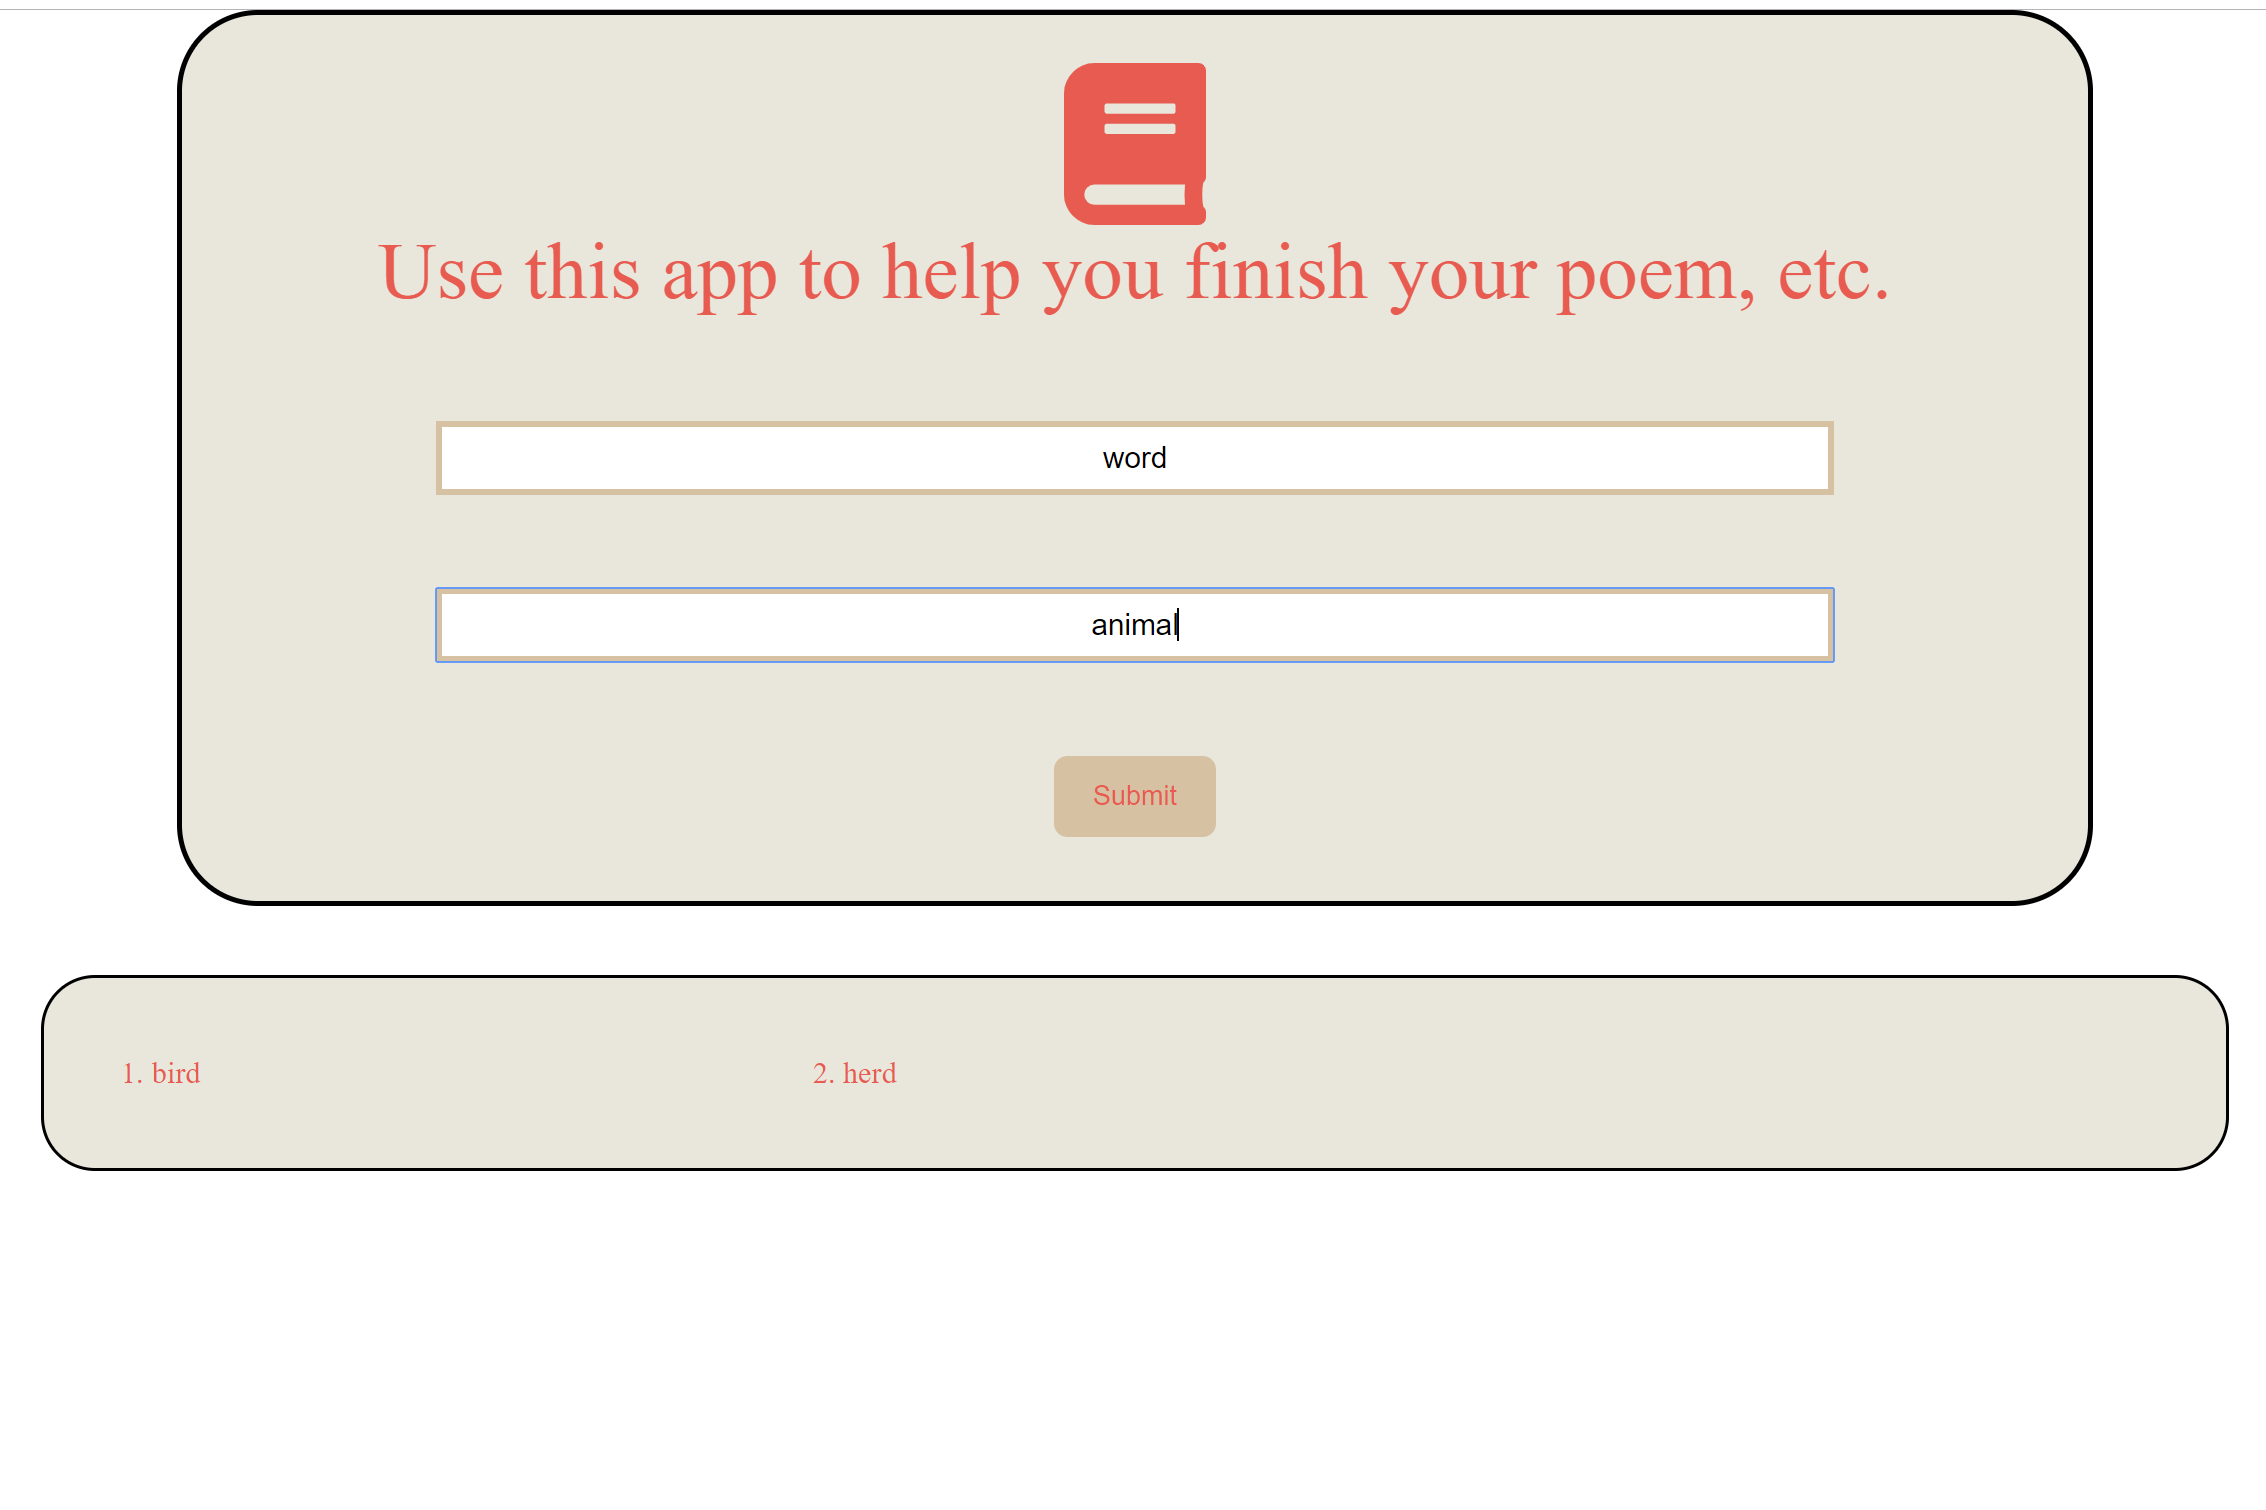 Use this app to help you finish your poem, etc.
word
animal
Submit
1. bird 2. herd